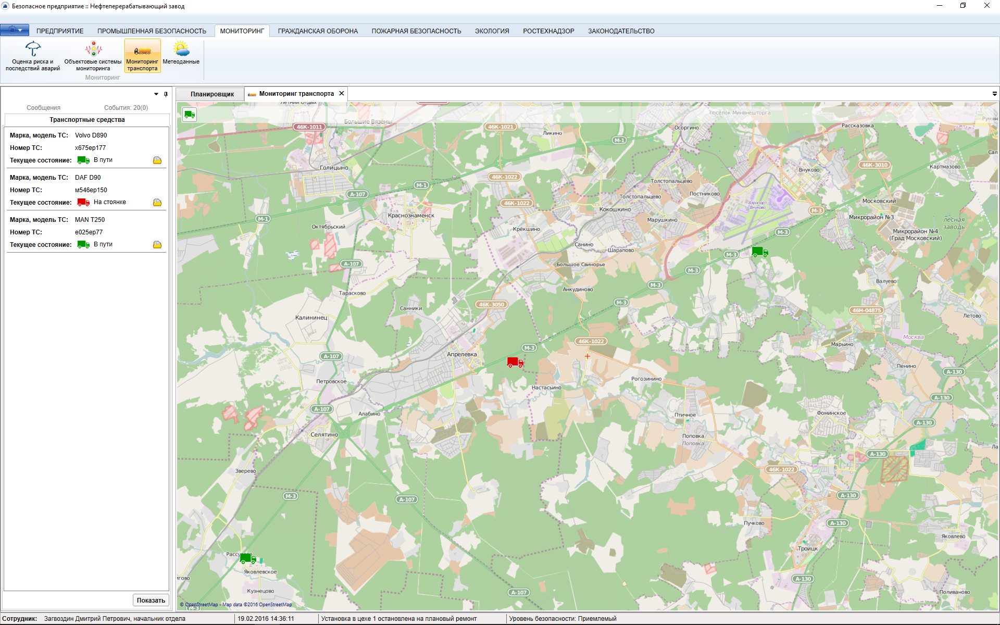 Безопасное предприятие :: Нефтеперерабатывающий завод
ПРЕДПРИЯТИЕ
ПРОМЫШЛЕННАЯ БЕЗОПАСНОСТЬ
МОНИТОРИНГ
ГРАЖДАНСКАЯ ОБОРОНА
ПОЖАРНАЯ БЕЗОПАСНОСТЬ
ЭКОЛОГИЯ
РОСТЕХНАДЗОР
ЗАКОНОДАТЕЛЬСТВО
Оценка риска и
последствий аварий
Объектовые системы
мониторинга
Мониторинг
транспорта
Метеоданные
Мониторинг
Сообщения
События: 20(0)
Транспортные средства
Марка, модель ТС: Volvo D890
Номер ТС: х675ер177
Текущее состояние: В пути
Марка, модель ТС: DAF D90
Номер ТС: м546ер150
Текущее состояние: На стоянке
Марка, модель ТС: MAN T250
Номер ТС: е025ер77
Текущее состояние: В пути
Показать
Планировщик
Мониторинг транспорта
Летний Отдых
Большие Вязёмы
посёлок Минвнешторга
46К-1011
46К-1021
Осоргино
Рассказовка
Румян
Ликино
М-1
Сал
Голицыно
46К-1022
М-1
Внуково
46К-3010
Картмазово
А-107
Толстопальцево
Толстопальцево
Постниково
46К-1022
Аэропорт
Внуково
Московский
Краснознаменск
Кокошкино
М-3
М-1
Микрорайон №3
лесная
заводь
Октябрьский
Крёкшино
Марушкино
М-3
Микрорайон №4
(Град Московский)
Санино
Шарапово
М-3
А-107
Большое Свинорье
М-3
Валуево
М-3
Анкудиново
Тарасково
46К-3050
М-3
Санники
46Н-04875
Калининец
Летово
Москва
46К-1022
Марьино
М-3
Апрелевка
А-107
Пенино
А-130
Петровское
Рогозинино
Настасьино
А-130
А-107
Алабино
Птичное
Фоминское
А-130
Селятино
Поповка
Поповка
А-130
Зверево
46К-1022
М-3
А-107
А-130
Пучково
А-130
Яковлево
Троицк
Рассу
Яковлевское
игово
А-130
Кузнецово
А-107
Поливаново
© OpenStreetMap - Map data ©2016 OpenStreetMap
М-3
Сотрудник: Загвоздин Дмитрий Петрович, начальник отдела
19.02.2016 14:36:11
Установка в цехе 1 остановлена на плановый ремонт
Уровень безопасности: Приемлемый